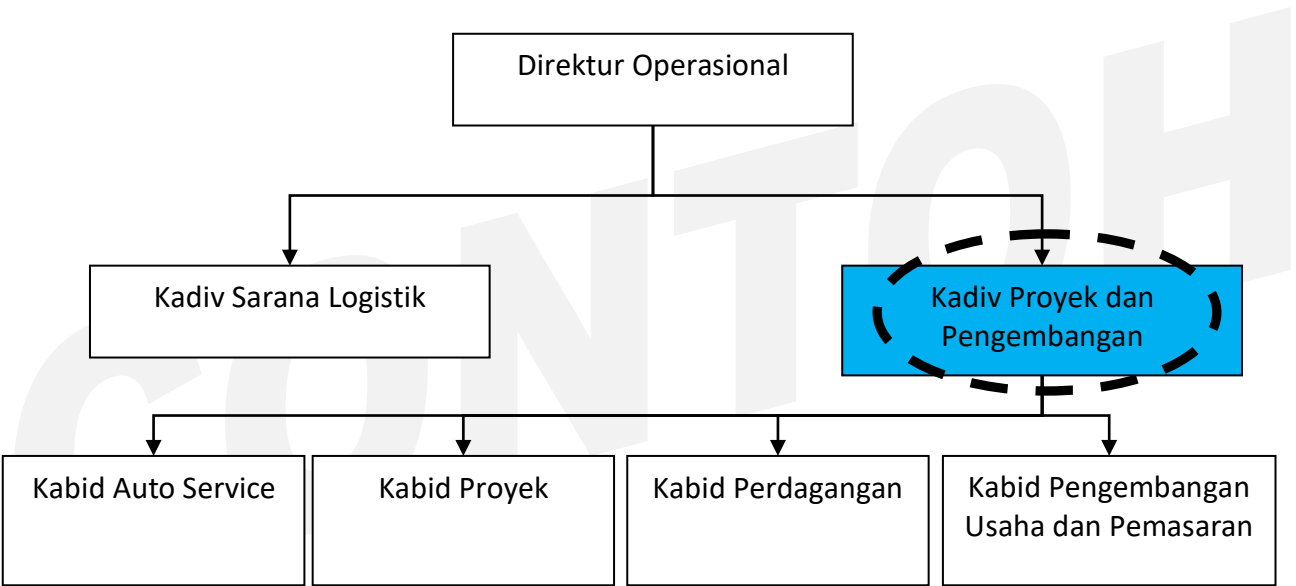 Direktur Operasional
Kadiv Sarana Logistik
Kadiv Proyek dan
Pengembangan
Kabid Auto Service
Kabid Proyek
Kabid Perdagangan
Kabid Pengembangan
Usaha dan Pemasaran
CONTOH